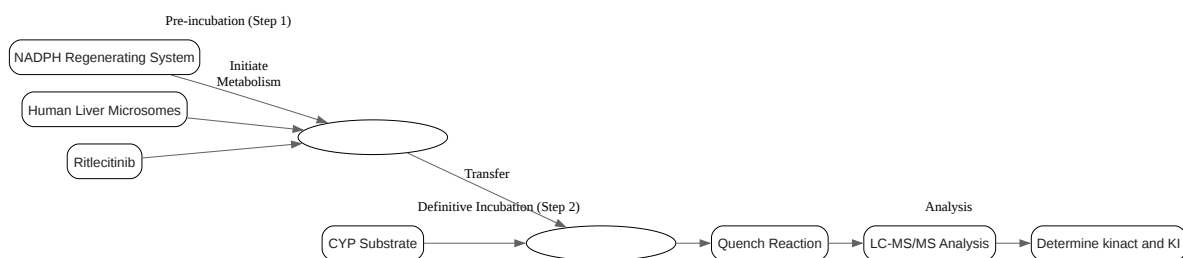 Pre-incubation (Step 1)
NADPH Regenerating System
Initiate
Metabolism
Human Liver Microsomes
Ritlecitinib
Transfer
Definitive Incubation (Step 2)
Analysis
CYP Substrate
Quench Reaction
LC-MS/MS Analysis
Determine kinact and KI